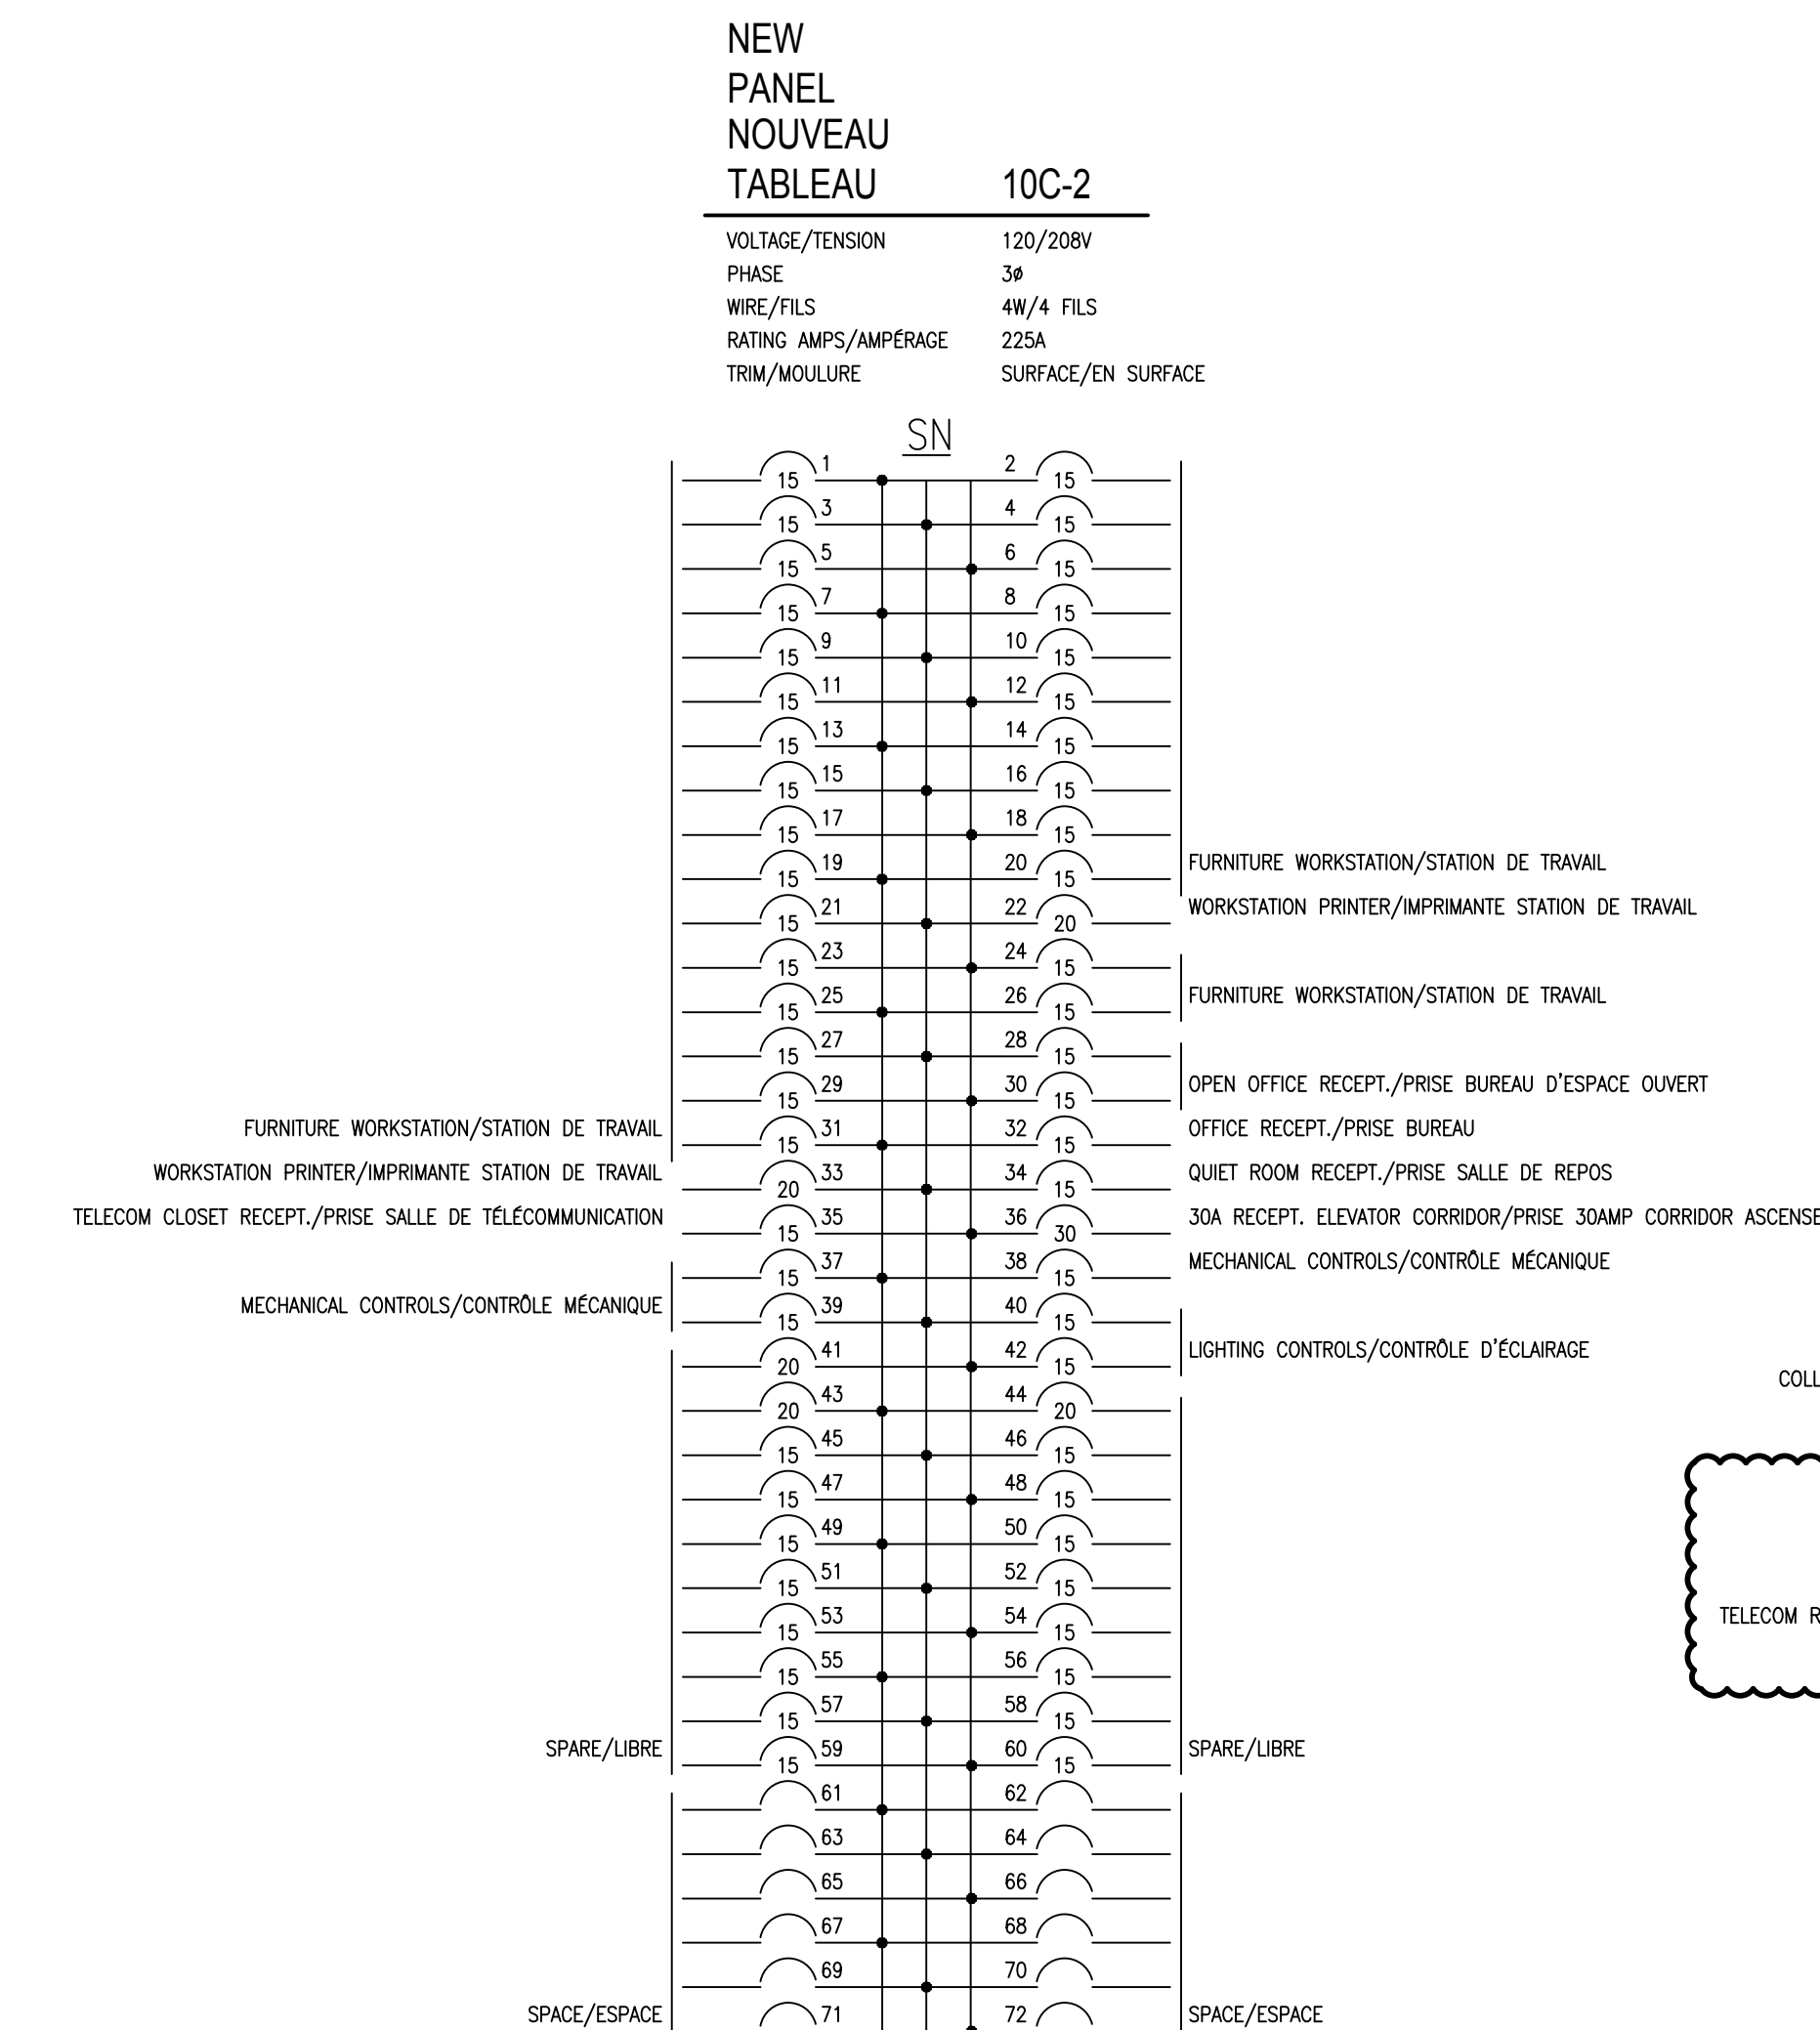 NEW
PANEL
NOUVEAU
TABLEAU 10C-2
VOLTAGE/TENSION 120/208V
PHASE 3ø
WIRE/FILS 4W/4 FILS
RATING AMPS/AMPÉRAGE 225A
TRIM/MOULURE SURFACE/EN SURFACE
SN
15 1 2 15
15 3 4 15
15 5 6 15
15 7 8 15
15 9 10 15
15 11 12 15
15 13 14 15
15 15 16 15
15 17 18 15
15 19 20 15 FURNITURE WORKSTATION/STATION DE TRAVAIL
15 21 22 20 WORKSTATION PRINTER/IMPRIMANTE STATION DE TRAVAIL
15 23 24 15
15 25 26 15 FURNITURE WORKSTATION/STATION DE TRAVAIL
15 27 28 15
15 29 30 15 OPEN OFFICE RECEPT./PRISE BUREAU D'ESPACE OUVERT
FURNITURE WORKSTATION/STATION DE TRAVAIL 15 31 32 15 OFFICE RECEPT./PRISE BUREAU
WORKSTATION PRINTER/IMPRIMANTE STATION DE TRAVAIL 20 33 34 15 QUIET ROOM RECEPT./PRISE SALLE DE REPOS
TELECOM CLOSET RECEPT./PRISE SALLE DE TÉLÉCOMMUNICATION 15 35 36 30 30A RECEPT. ELEVATOR CORRIDOR/PRISE 30AMP CORRIDOR ASCENSE
15 37 38 15 MECHANICAL CONTROLS/CONTRÔLE MÉCANIQUE
MECHANICAL CONTROLS/CONTRÔLE MÉCANIQUE 15 39 40 15
20 41 42 15 LIGHTING CONTROLS/CONTRÔLE D'ÉCLAIRAGE
COLL
20 43 44 20
15 45 46 15
15 47 48 15
15 49 50 15
15 51 52 15
15 53 54 15 TELECOM R
15 55 56 15
15 57 58 15
SPARE/LIBRE 15 59 60 15 SPARE/LIBRE
61 62
63 64
65 66
67 68
69 70
SPACE/ESPACE 71 72 SPACE/ESPACE